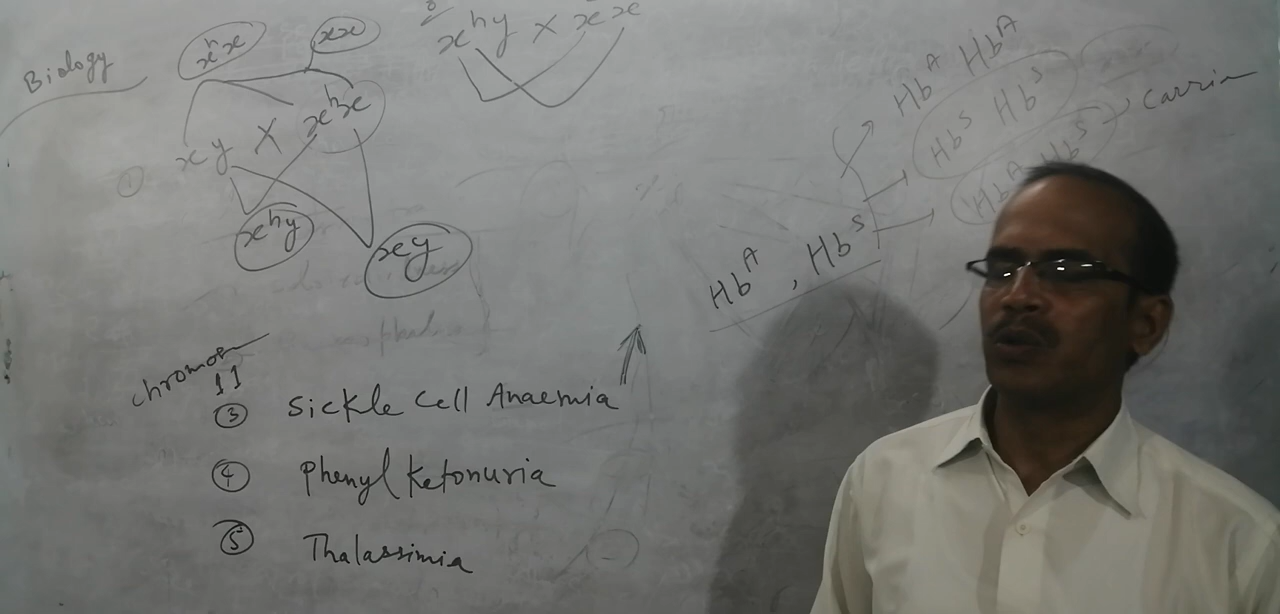 Biology
xʰx
xx
xʰy × xx
xy × xʰx
①
xʰy
xy
Hbᴬ Hbᴬ
Hbˢ Hbˢ
Hbᴬ Hbˢ → Carrier
Hbᴬ, Hbˢ
chromosom
11
③ Sickle Cell Anaemia
④ Phenyl Ketonuria
⑤ Thalassimia